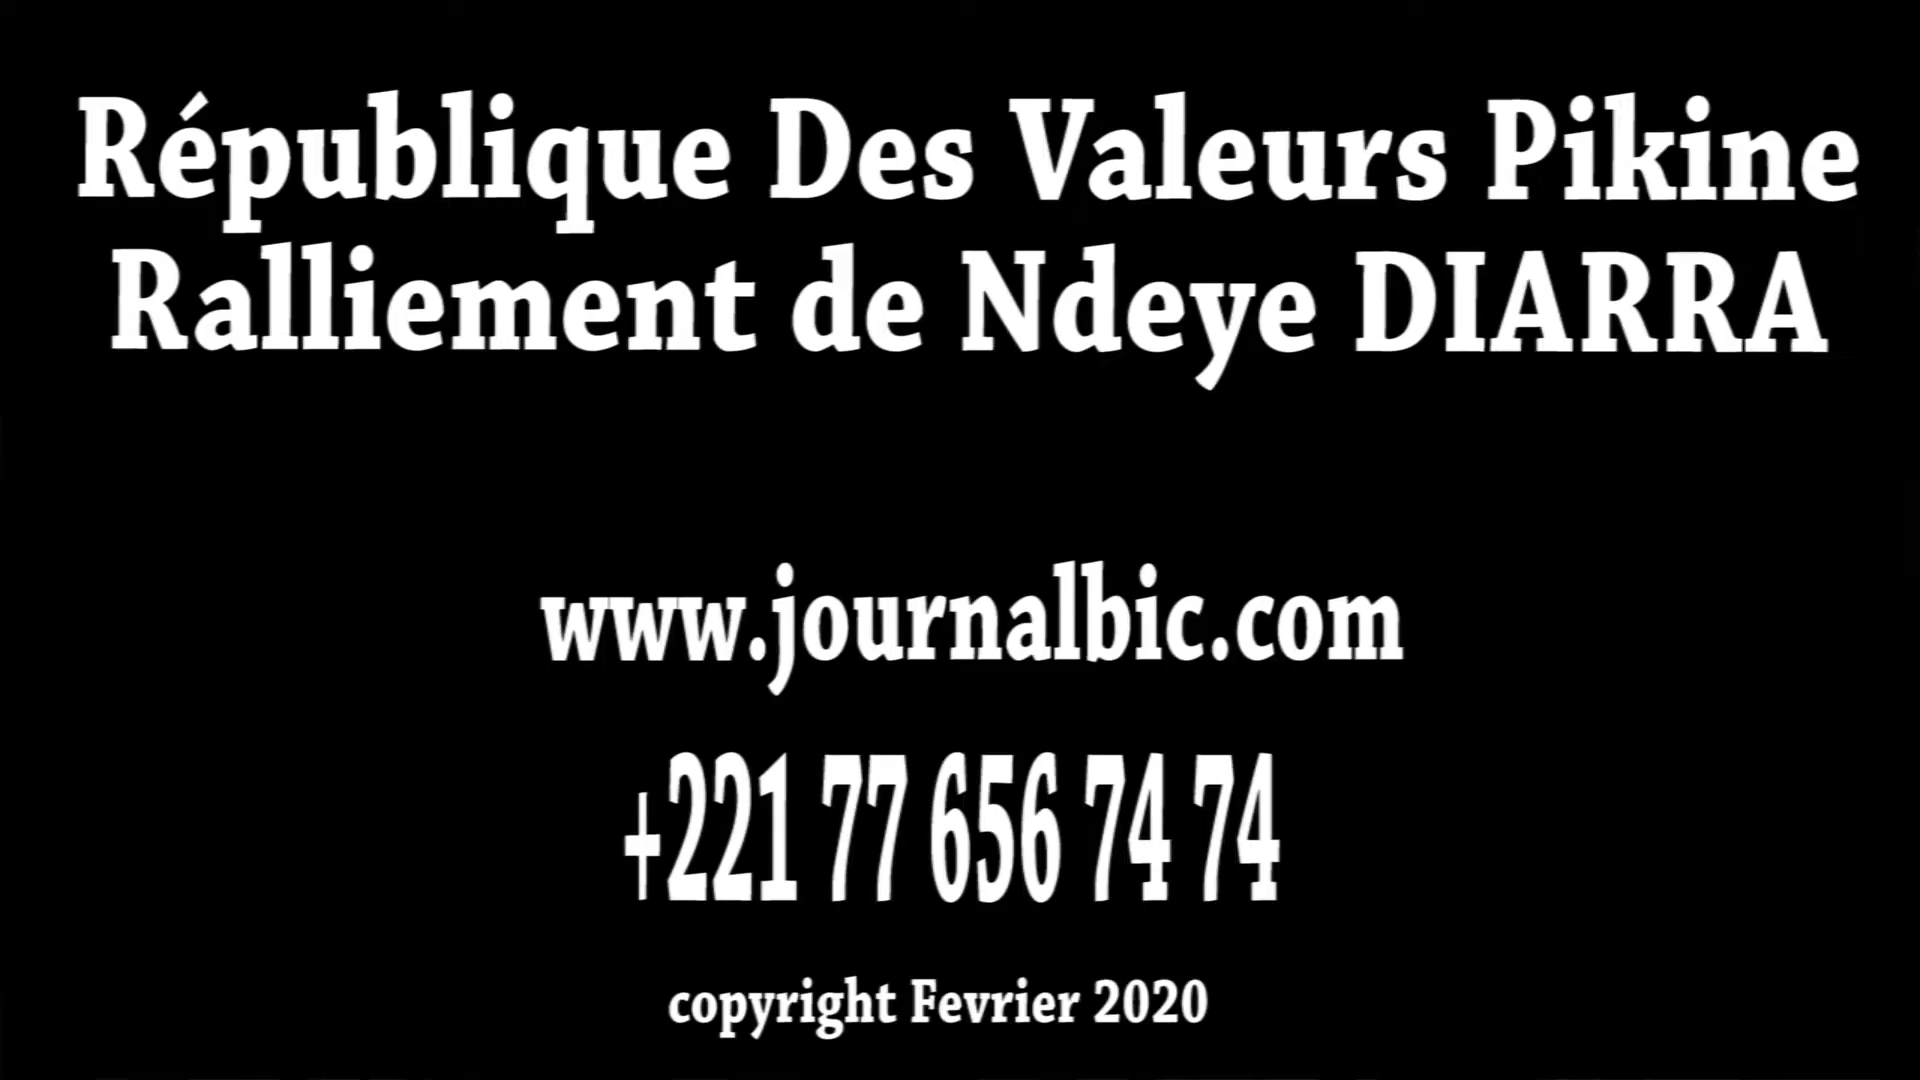 République Des Valeurs Pikine
Ralliement de Ndeye DIARRA
www.journalbic.com
+221 77 656 74 74
copyright Fevrier 2020